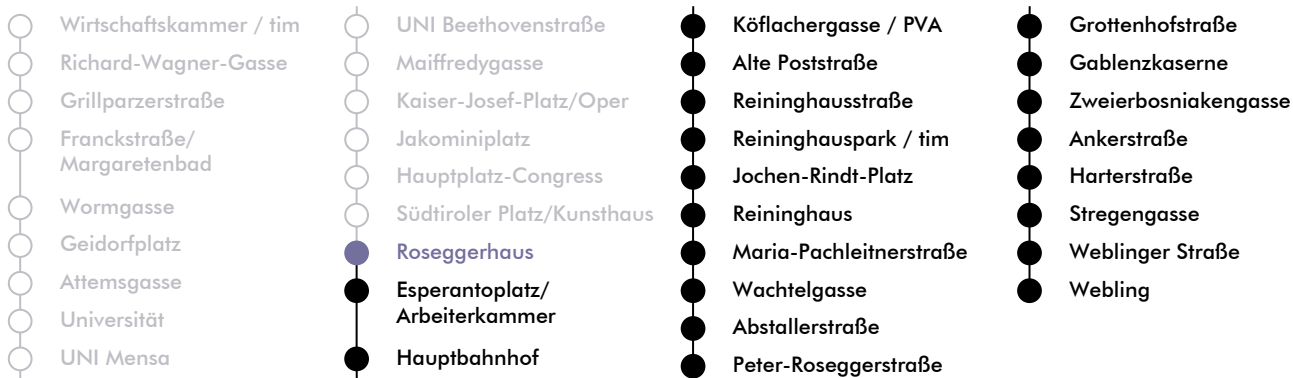 Wirtschaftskammer / tim
Richard-Wagner-Gasse
Grillparzerstraße
Franckstraße/
Margaretenbad
Wormgasse
Geidorfplatz
Attemsgasse
Universität
UNI Mensa
UNI Beethovenstraße
Maiffredygasse
Kaiser-Josef-Platz/Oper
Jakominiplatz
Hauptplatz-Congress
Südtiroler Platz/Kunsthaus
Roseggerhaus
Esperantoplatz/
Arbeiterkammer
Hauptbahnhof
Köflachergasse / PVA
Alte Poststraße
Reininghausstraße
Reininghauspark / tim
Jochen-Rindt-Platz
Reininghaus
Maria-Pachleitnerstraße
Wachtelgasse
Abstallerstraße
Peter-Roseggerstraße
Grottenhofstraße
Gablenzkaserne
Zweierbosniakengasse
Ankerstraße
Harterstraße
Stregengasse
Weblinger Straße
Webling